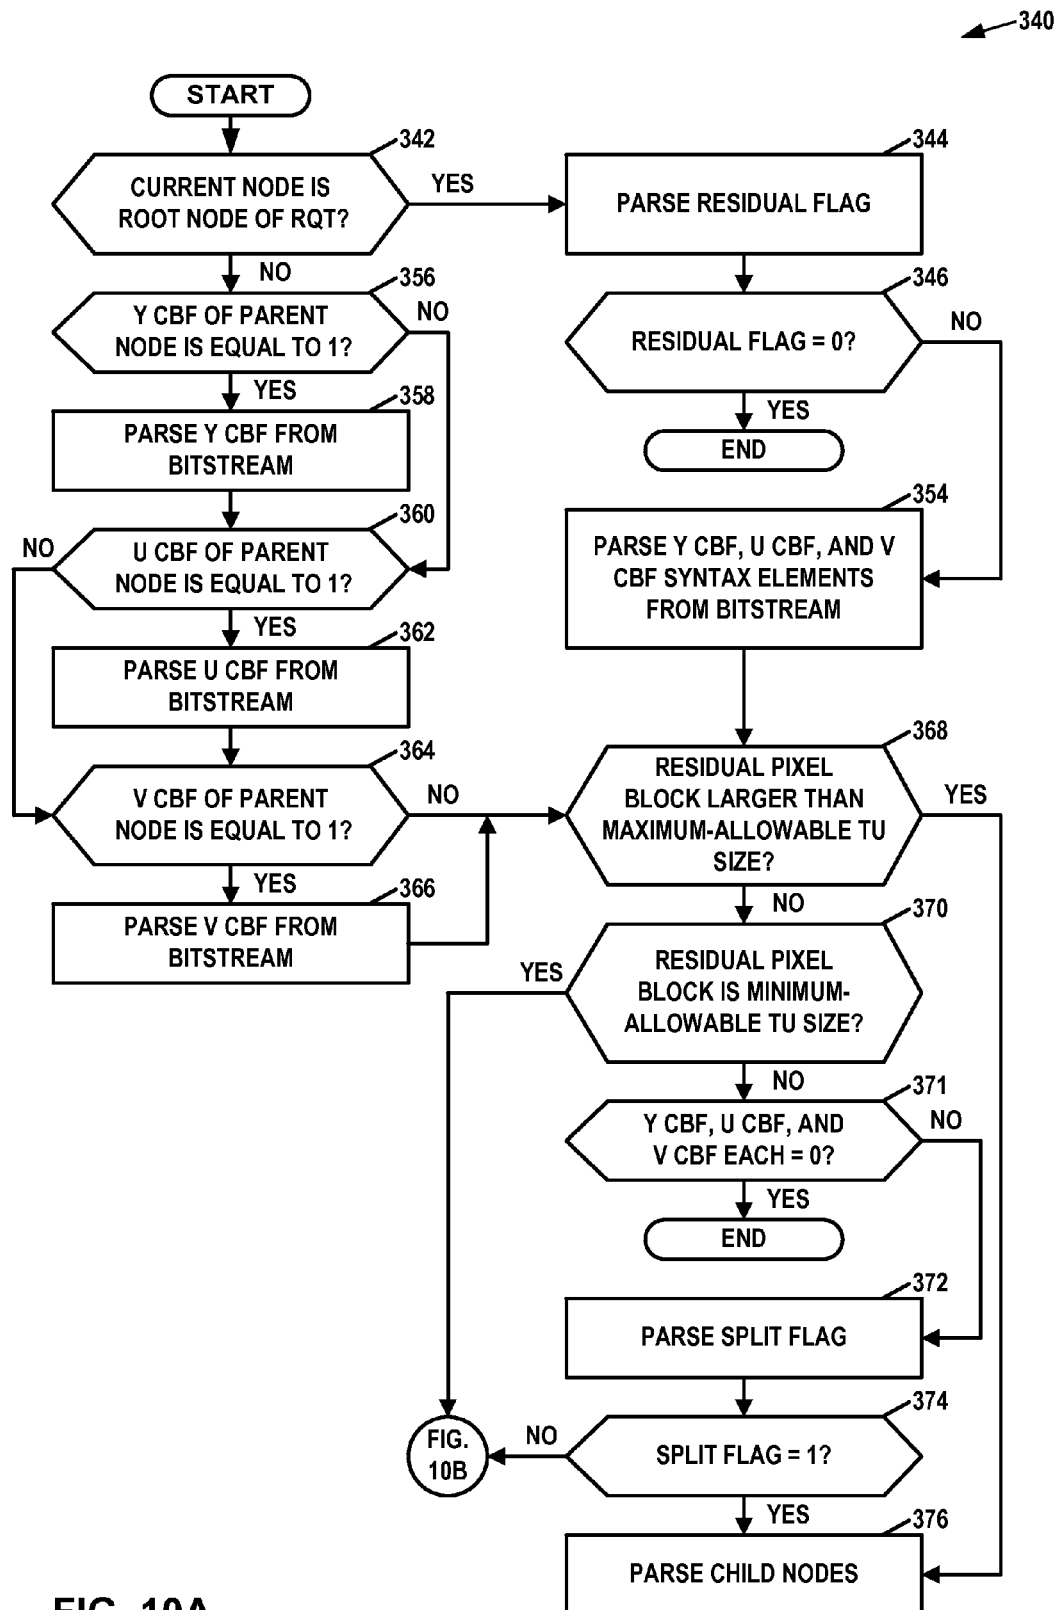 340
START
342
CURRENT NODE IS
ROOT NODE OF RQT?
YES
344
PARSE RESIDUAL FLAG
NO
356
Y CBF OF PARENT
NODE IS EQUAL TO 1?
NO
346
RESIDUAL FLAG = 0?
NO
YES
358
PARSE Y CBF FROM
BITSTREAM
YES
END
360
U CBF OF PARENT
NODE IS EQUAL TO 1?
NO
354
PARSE Y CBF, U CBF, AND V
CBF SYNTAX ELEMENTS
FROM BITSTREAM
YES
362
PARSE U CBF FROM
BITSTREAM
364
V CBF OF PARENT
NODE IS EQUAL TO 1?
NO
368
RESIDUAL PIXEL
BLOCK LARGER THAN
MAXIMUM-ALLOWABLE TU
SIZE?
YES
YES
366
PARSE V CBF FROM
BITSTREAM
NO
370
RESIDUAL PIXEL
BLOCK IS MINIMUM-
ALLOWABLE TU SIZE?
YES
NO
371
Y CBF, U CBF, AND
V CBF EACH = 0?
NO
YES
END
372
PARSE SPLIT FLAG
374
SPLIT FLAG = 1?
NO
FIG.
10B
YES
376
PARSE CHILD NODES
FIG. 10A